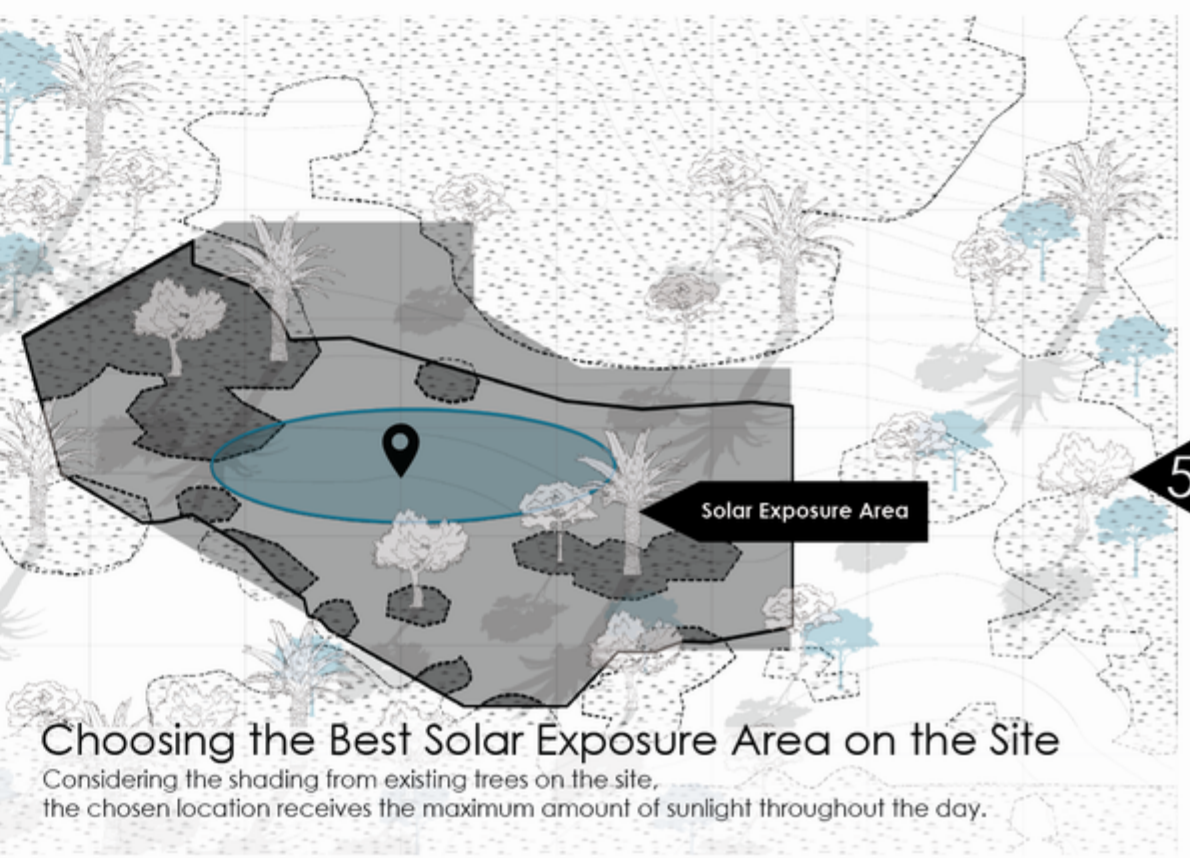 5
Solar Exposure Area
Choosing the Best Solar Exposure Area on the Site
Considering the shading from existing trees on the site,
the chosen location receives the maximum amount of sunlight throughout the day.